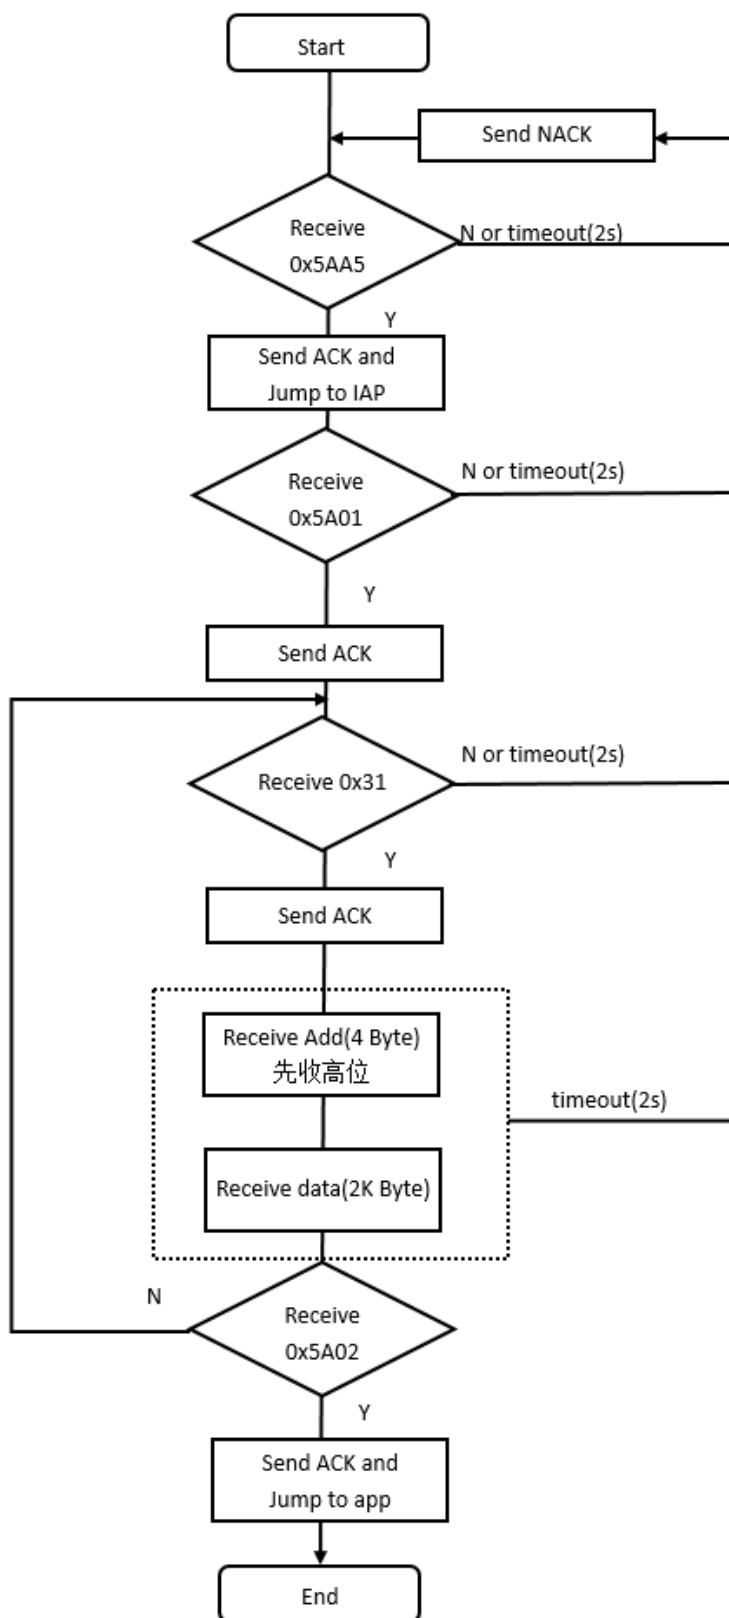 Start
Send NACK
Receive
0x5AA5
N or timeout(2s)
Y
Send ACK and
Jump to IAP
Receive
0x5A01
N or timeout(2s)
Y
Send ACK
Receive 0x31
N or timeout(2s)
Y
Send ACK
Receive Add(4 Byte)
先收高位
timeout(2s)
Receive data(2K Byte)
N
Receive
0x5A02
Y
Send ACK and
Jump to app
End